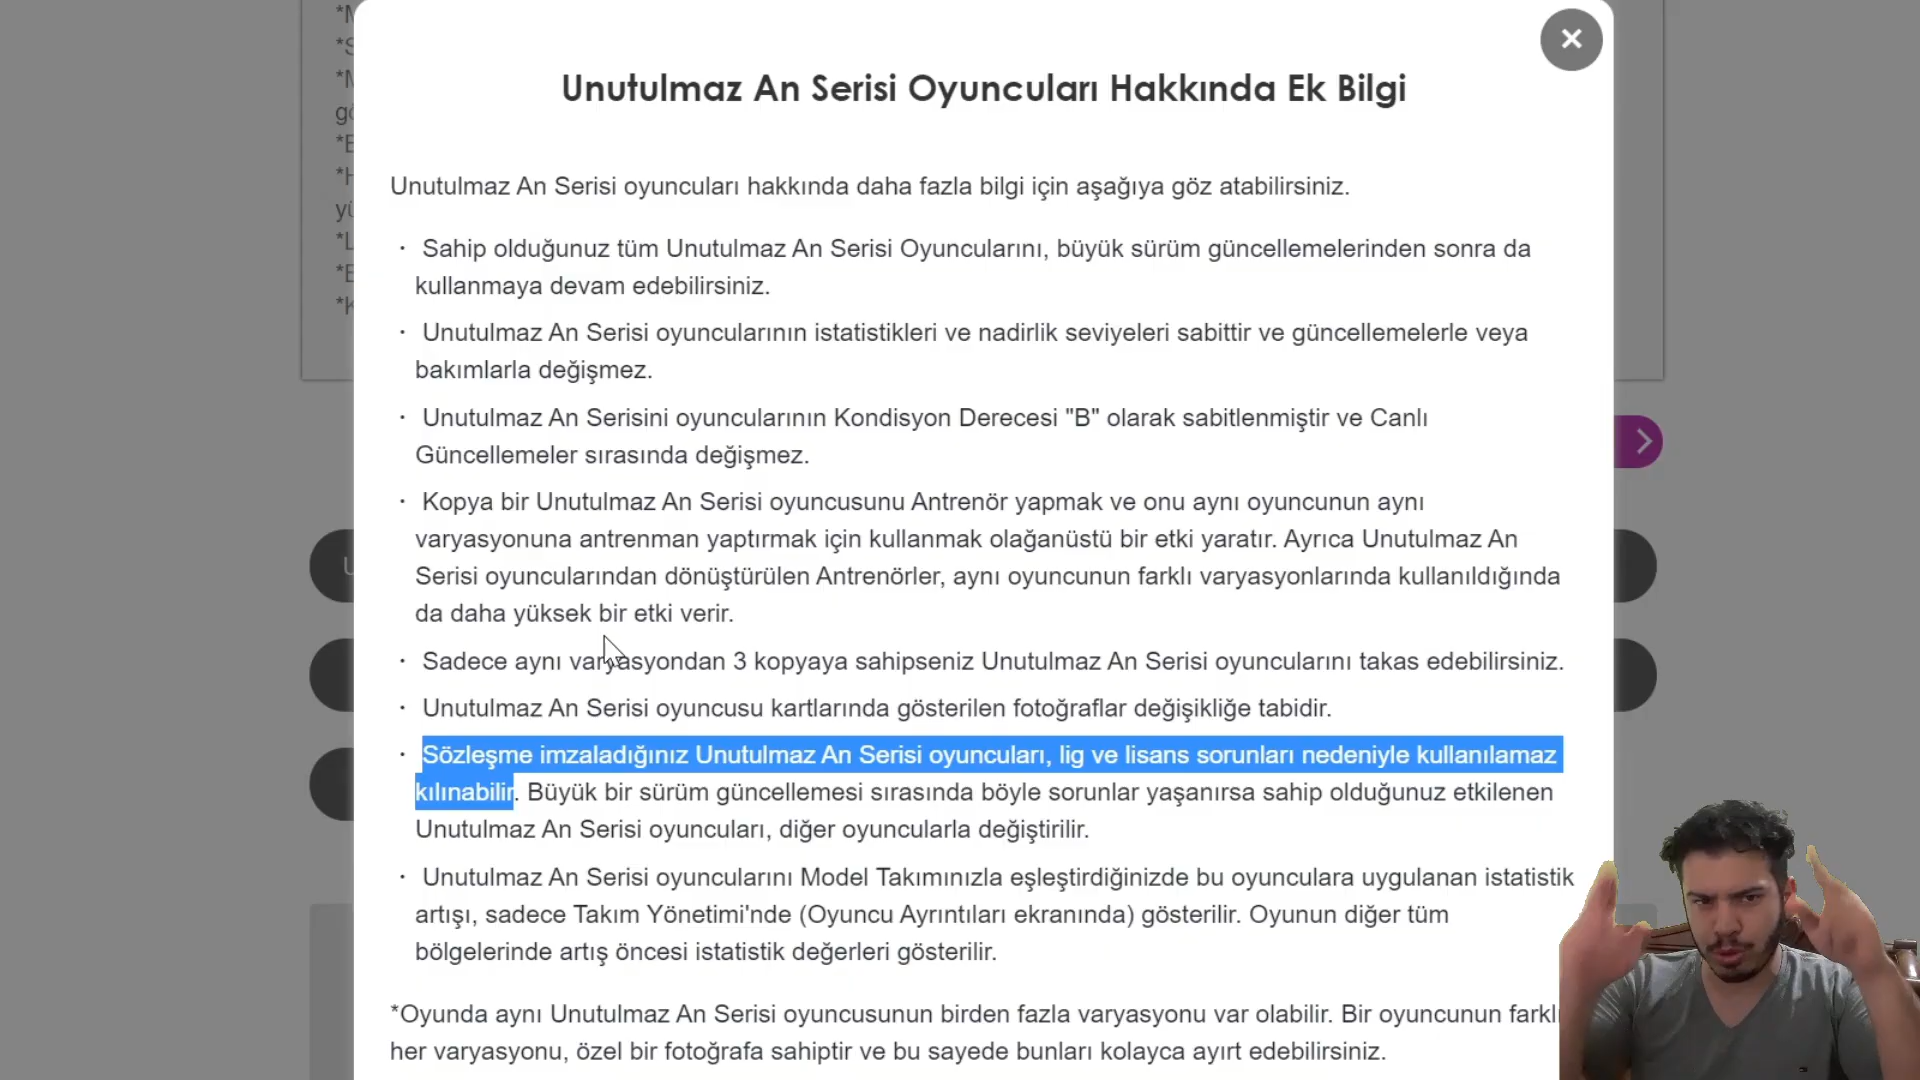 Unutulmaz An Serisi Oyuncuları Hakkında Ek Bilgi
Unutulmaz An Serisi oyuncuları hakkında daha fazla bilgi için aşağıya göz atabilirsiniz.
· Sahip olduğunuz tüm Unutulmaz An Serisi Oyuncularını, büyük sürüm güncellemelerinden sonra da
kullanmaya devam edebilirsiniz.
· Unutulmaz An Serisi oyuncularının istatistikleri ve nadirlik seviyeleri sabittir ve güncellemelerle veya
bakımlarla değişmez.
· Unutulmaz An Serisini oyuncularının Kondisyon Derecesi "B" olarak sabitlenmiştir ve Canlı
Güncellemeler sırasında değişmez.
· Kopya bir Unutulmaz An Serisi oyuncusunu Antrenör yapmak ve onu aynı oyuncunun aynı
varyasyonuna antrenman yaptırmak için kullanmak olağanüstü bir etki yaratır. Ayrıca Unutulmaz An
Serisi oyuncularından dönüştürülen Antrenörler, aynı oyuncunun farklı varyasyonlarında kullanıldığında
da daha yüksek bir etki verir.
· Sadece aynı varyasyondan 3 kopyaya sahipseniz Unutulmaz An Serisi oyuncularını takas edebilirsiniz.
· Unutulmaz An Serisi oyuncusu kartlarında gösterilen fotoğraflar değişikliğe tabidir.
· Sözleşme imzaladığınız Unutulmaz An Serisi oyuncuları, lig ve lisans sorunları nedeniyle kullanılamaz
kılınabilir. Büyük bir sürüm güncellemesi sırasında böyle sorunlar yaşanırsa sahip olduğunuz etkilenen
Unutulmaz An Serisi oyuncuları, diğer oyuncularla değiştirilir.
· Unutulmaz An Serisi oyuncularını Model Takımınızla eşleştirdiğinizde bu oyunculara uygulanan istatistik
artışı, sadece Takım Yönetimi'nde (Oyuncu Ayrıntıları ekranında) gösterilir. Oyunun diğer tüm
bölgelerinde artış öncesi istatistik değerleri gösterilir.
*Oyunda aynı Unutulmaz An Serisi oyuncusunun birden fazla varyasyonu var olabilir. Bir oyuncunun farklı
her varyasyonu, özel bir fotoğrafa sahiptir ve bu sayede bunları kolayca ayırt edebilirsiniz.